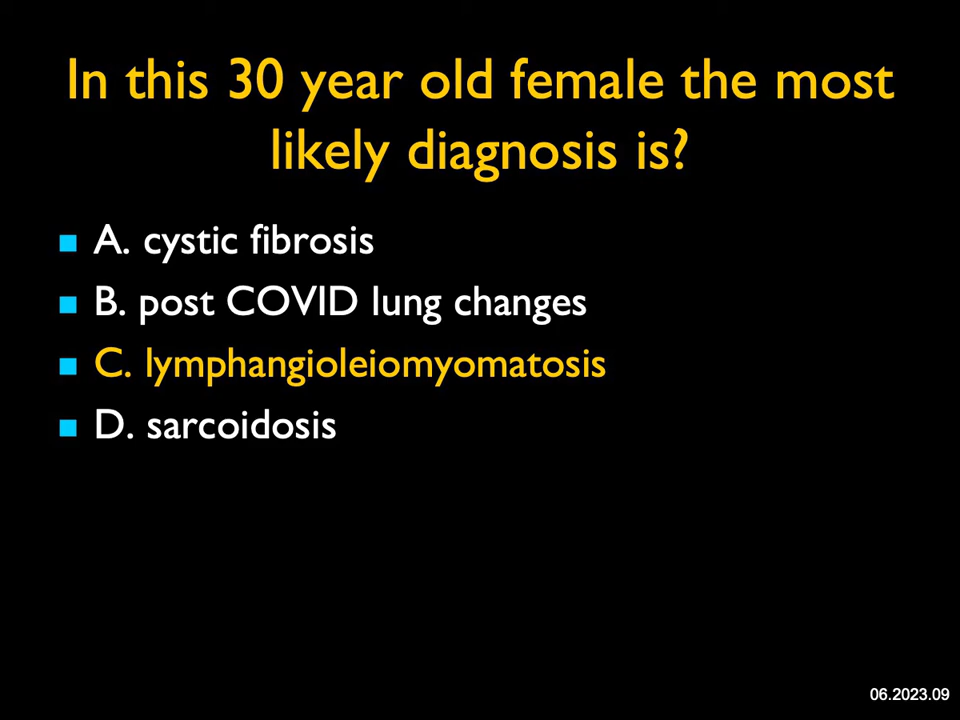 In this 30 year old female the most
likely diagnosis is?
A. cystic fibrosis
B. post COVID lung changes
C. lymphangioleiomyomatosis
D. sarcoidosis
06.2023.09